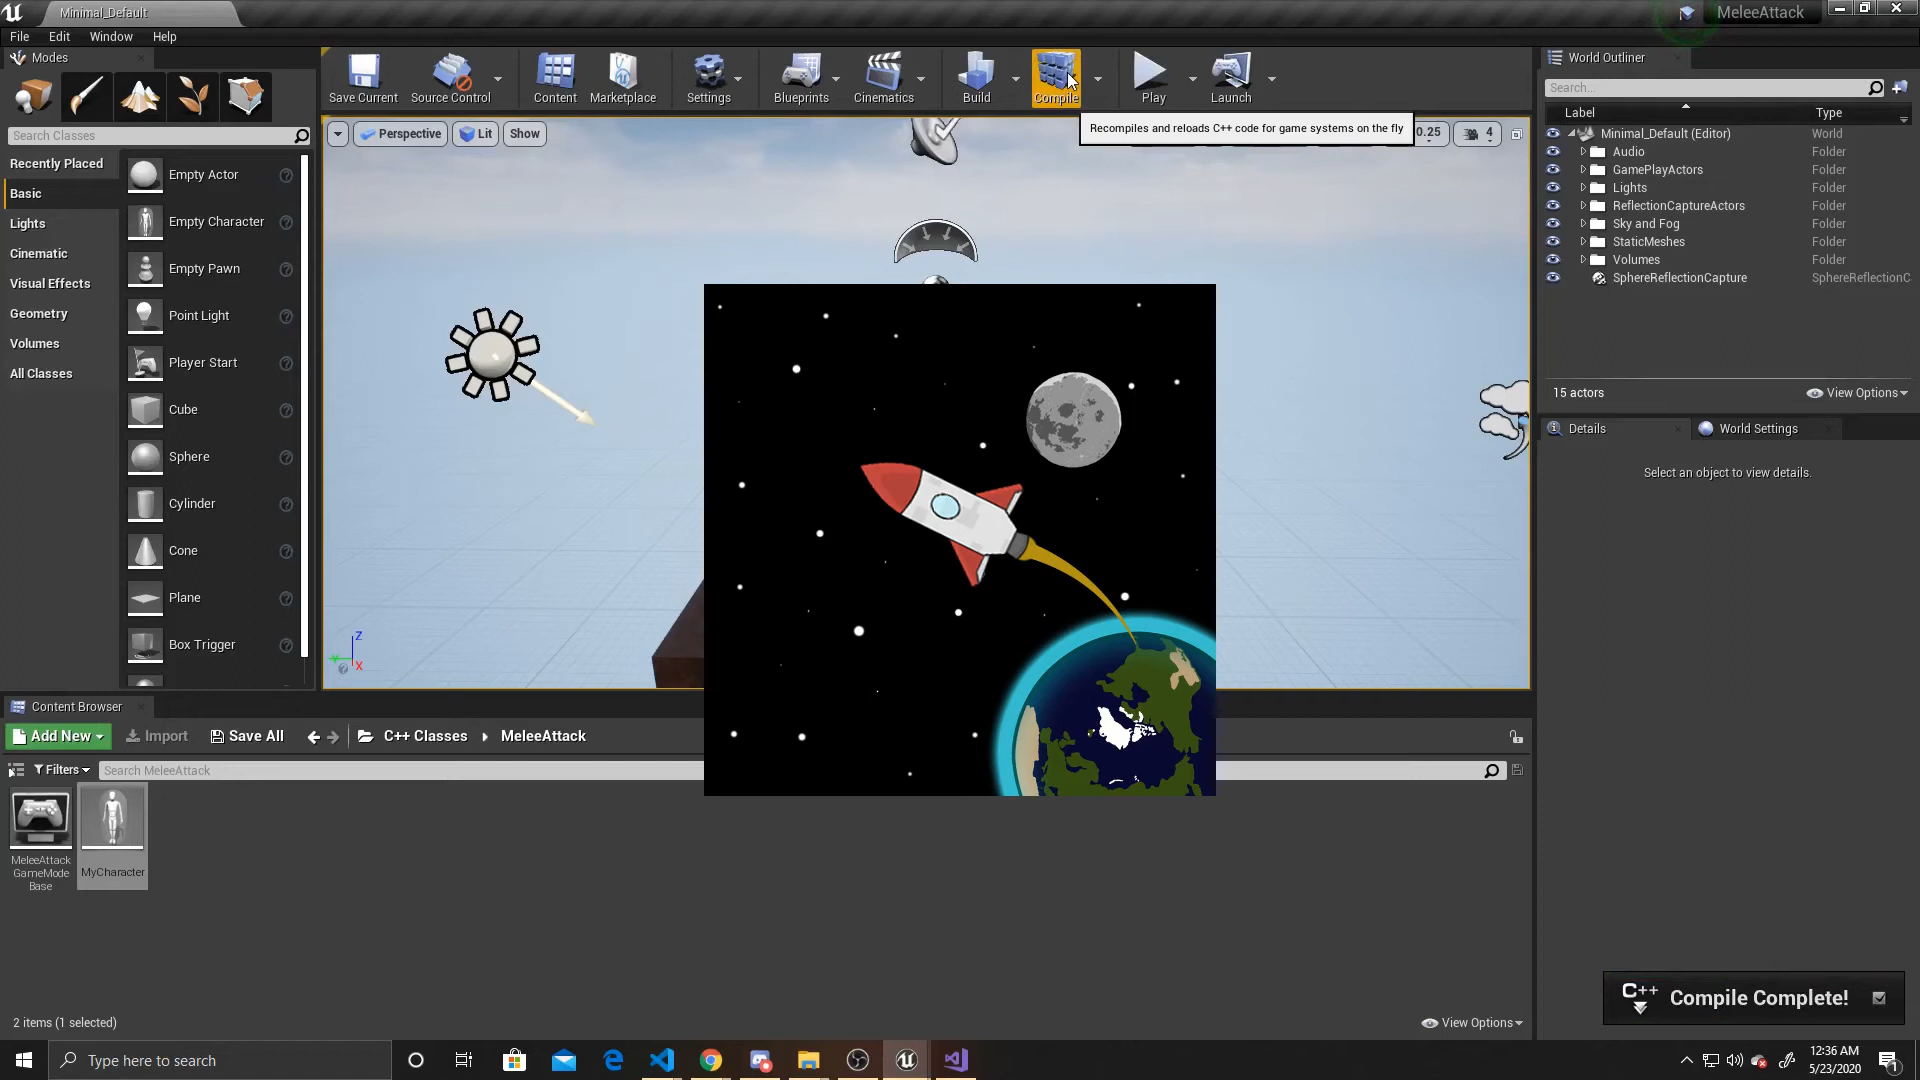 Minimal_Default
MeleeAttack
File Edit Window Help
Modes
Save Current
Source Control
Content
Marketplace
Settings
Blueprints
Cinematics
Build
Compile
Play
Launch
Recompiles and reloads C++ code for game systems on the fly
Search Classes
Recently Placed
Basic
Lights
Cinematic
Visual Effects
Geometry
Volumes
All Classes
Empty Actor
Empty Character
Empty Pawn
Point Light
Player Start
Cube
Sphere
Cylinder
Cone
Plane
Box Trigger
Perspective
Lit
Show
0.25
4
Z
X
World Outliner
Search...
Label Type
Minimal_Default (Editor) World
Audio Folder
GamePlayActors Folder
Lights Folder
ReflectionCaptureActors Folder
Sky and Fog Folder
StaticMeshes Folder
Volumes Folder
SphereReflectionCapture SphereReflectionC
15 actors
View Options
Details
World Settings
Select an object to view details.
Content Browser
Add New
Import
Save All
C++ Classes
MeleeAttack
Filters
Search MeleeAttack
MeleeAttack
GameMode
Base
MyCharacter
2 items (1 selected)
View Options
C++
Compile Complete!
Type here to search
12:36 AM
5/23/2020
1